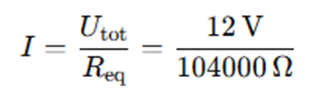 I = U_tot / R_eq = 12 V / 104000 Ω